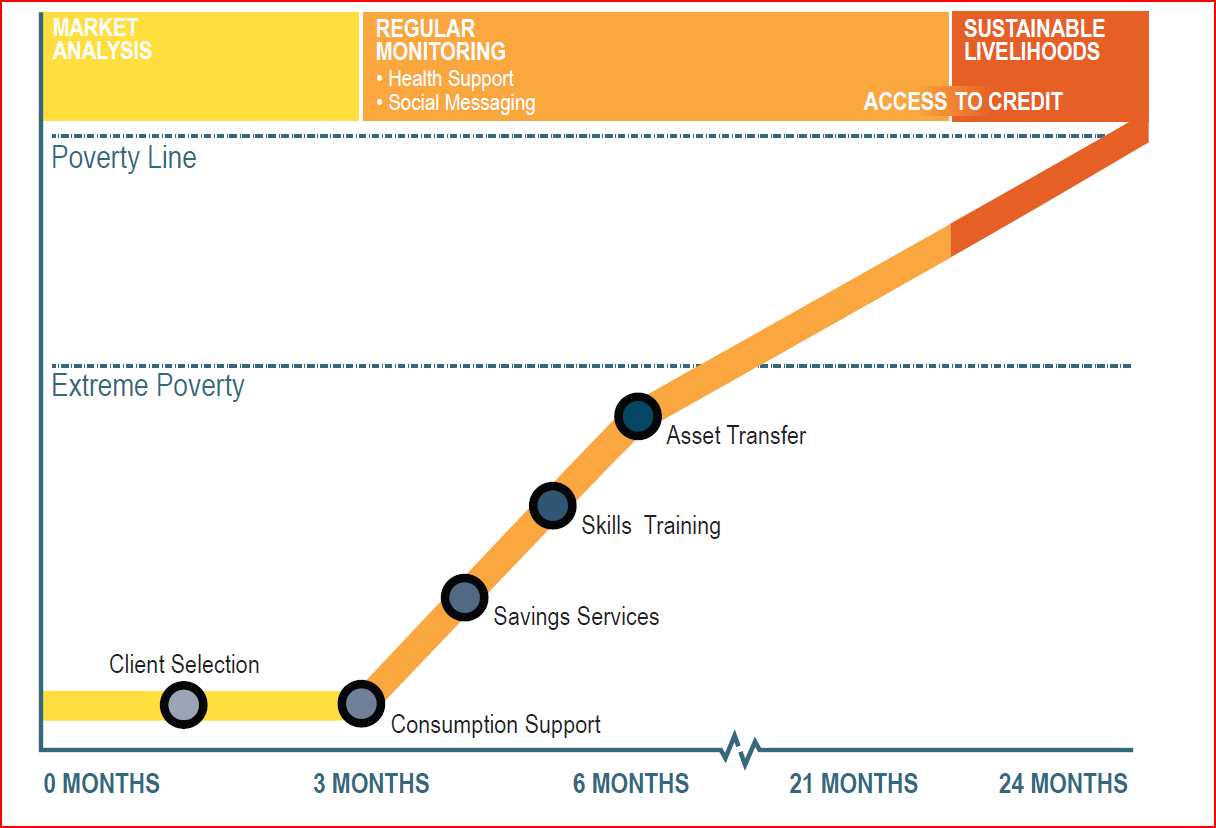 MARKET
ANALYSIS
REGULAR
MONITORING
• Health Support
• Social Messaging
SUSTAINABLE
LIVELIHOODS
ACCESS TO CREDIT
Poverty Line
Extreme Poverty
Asset Transfer
Skills Training
Savings Services
Client Selection
Consumption Support
0 MONTHS
3 MONTHS
6 MONTHS
21 MONTHS
24 MONTHS